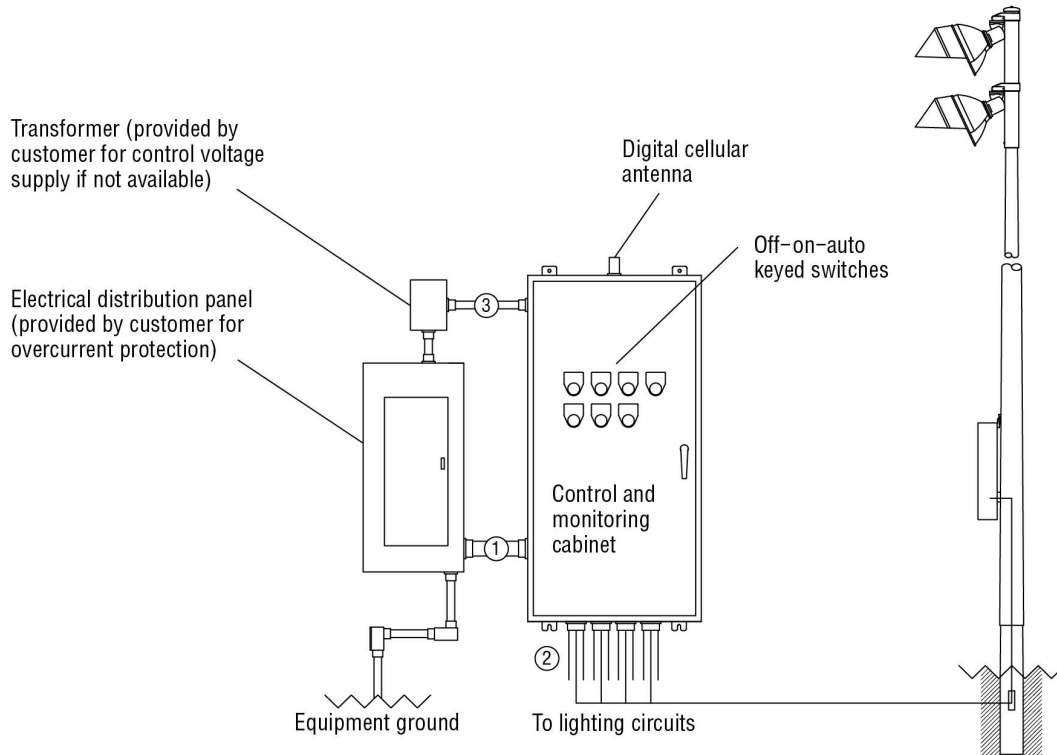 Transformer (provided by
customer for control voltage
supply if not available)
Digital cellular
antenna
Off-on-auto
keyed switches
Electrical distribution panel
(provided by customer for
overcurrent protection)
3
Control and
monitoring
cabinet
1
2
Equipment ground
To lighting circuits